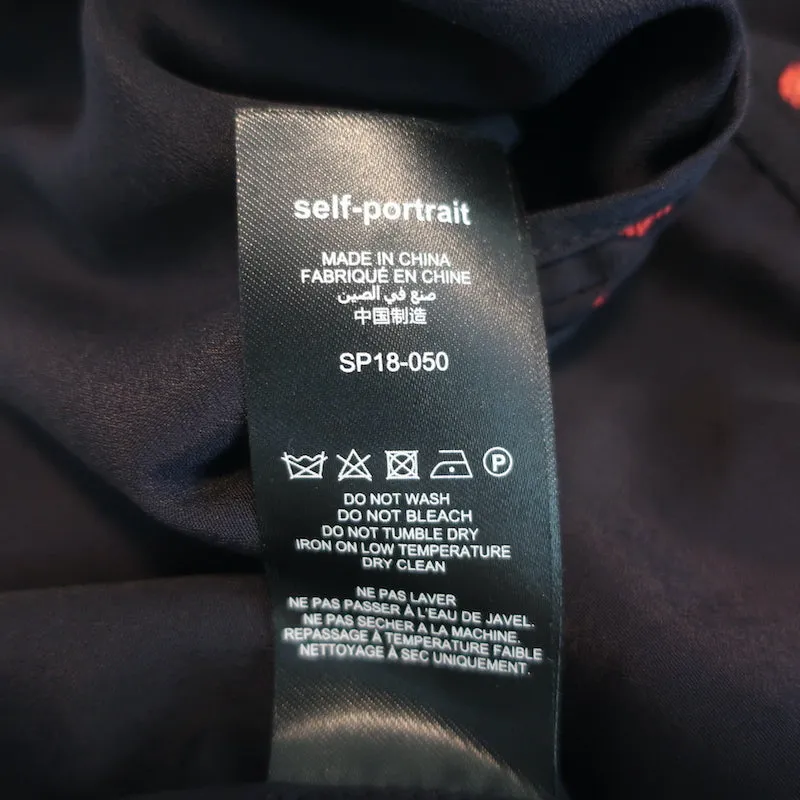 self-portrait
MADE IN CHINA
FABRIQUÉ EN CHINE
صنع في الصين
中国制造
SP18-050
P
DO NOT WASH
DO NOT BLEACH
DO NOT TUMBLE DRY
IRON ON LOW TEMPERATURE
DRY CLEAN
NE PAS LAVER
NE PAS PASSER À L'EAU DE JAVEL.
NE PAS SECHER A LA MACHINE.
REPASSAGE À TEMPERATURE FAIBLE
NETTOYAGE À SEC UNIQUEMENT.